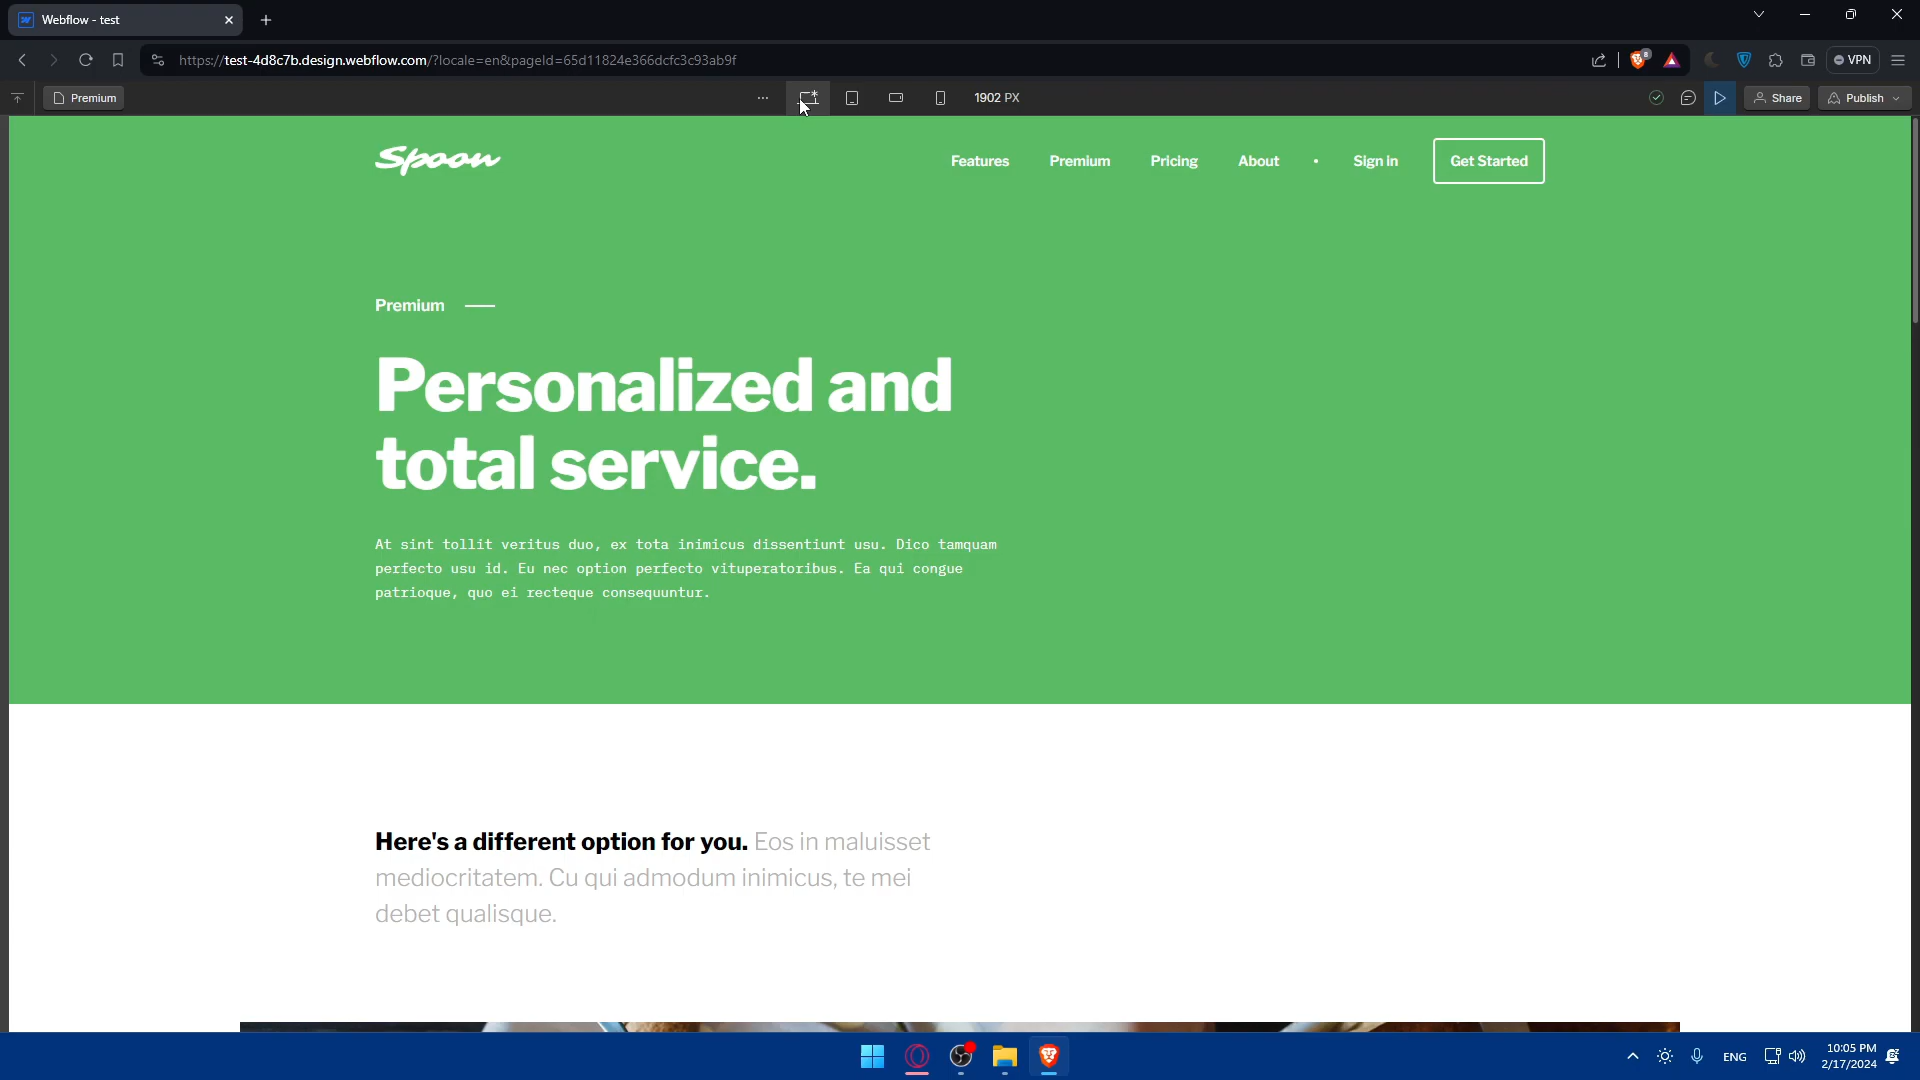 Webflow - test
https://test-4d8c7b.design.webflow.com/?locale=en&pageId=65d11824e366dcfc3c93ab9f
8
VPN
Premium
1902 PX
Share
Publish
Spoon
Features
Premium
Pricing
About
•
Sign in
Get Started
Premium
Personalized and
total service.
At sint tollit veritus duo, ex tota inimicus dissentiunt usu. Dico tamquam
perfecto usu id. Eu nec option perfecto vituperatoribus. Ea qui congue
patrioque, quo ei recteque consequuntur.
Here's a different option for you. Eos in maluisset
mediocritatem. Cu qui admodum inimicus, te mei
debet qualisque.
ENG
10:05 PM
2/17/2024